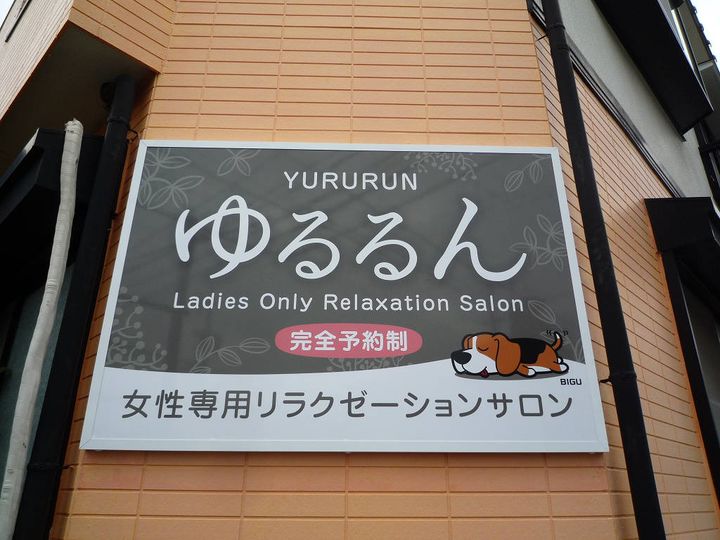 YURURUN
ゆるるん
Ladies Only Relaxation Salon
完全予約制
BIGU
女性専用リラクゼーションサロン